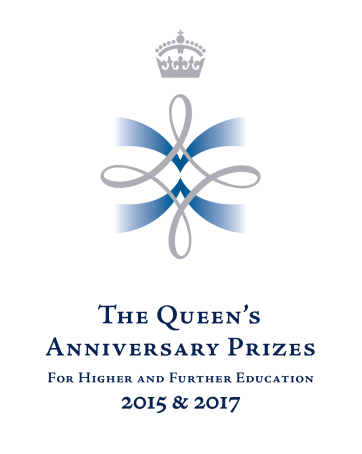 The Queen's
Anniversary Prizes
For Higher and Further Education
2015 & 2017